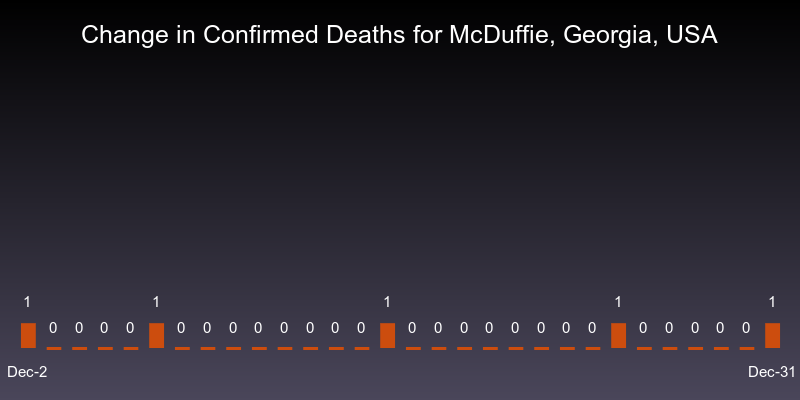 Change in Confirmed Deaths for McDuffie, Georgia, USA
1 0 0 0 0 1 0 0 0 0 0 0 0 0 1 0 0 0 0 0 0 0 0 1 0 0 0 0 0 1
Dec-2 Dec-31